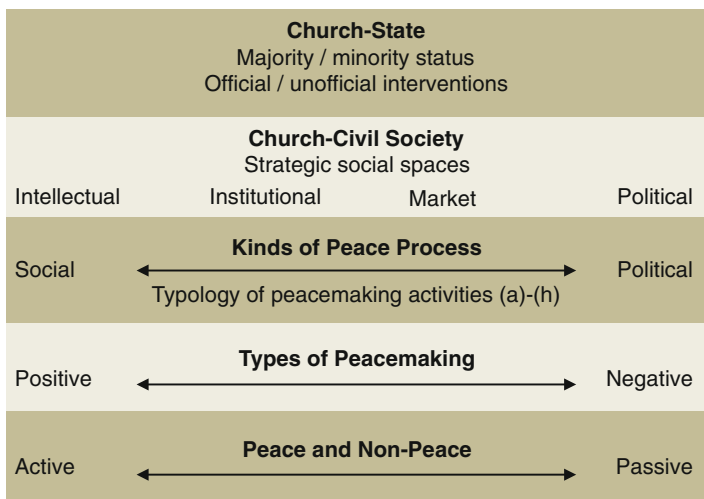 Church-State
Majority / minority status
Official / unofficial interventions
Church-Civil Society
Strategic social spaces
Intellectual Institutional Market Political
Kinds of Peace Process
Social Political
Typology of peacemaking activities (a)-(h)
Types of Peacemaking
Positive Negative
Peace and Non-Peace
Active Passive